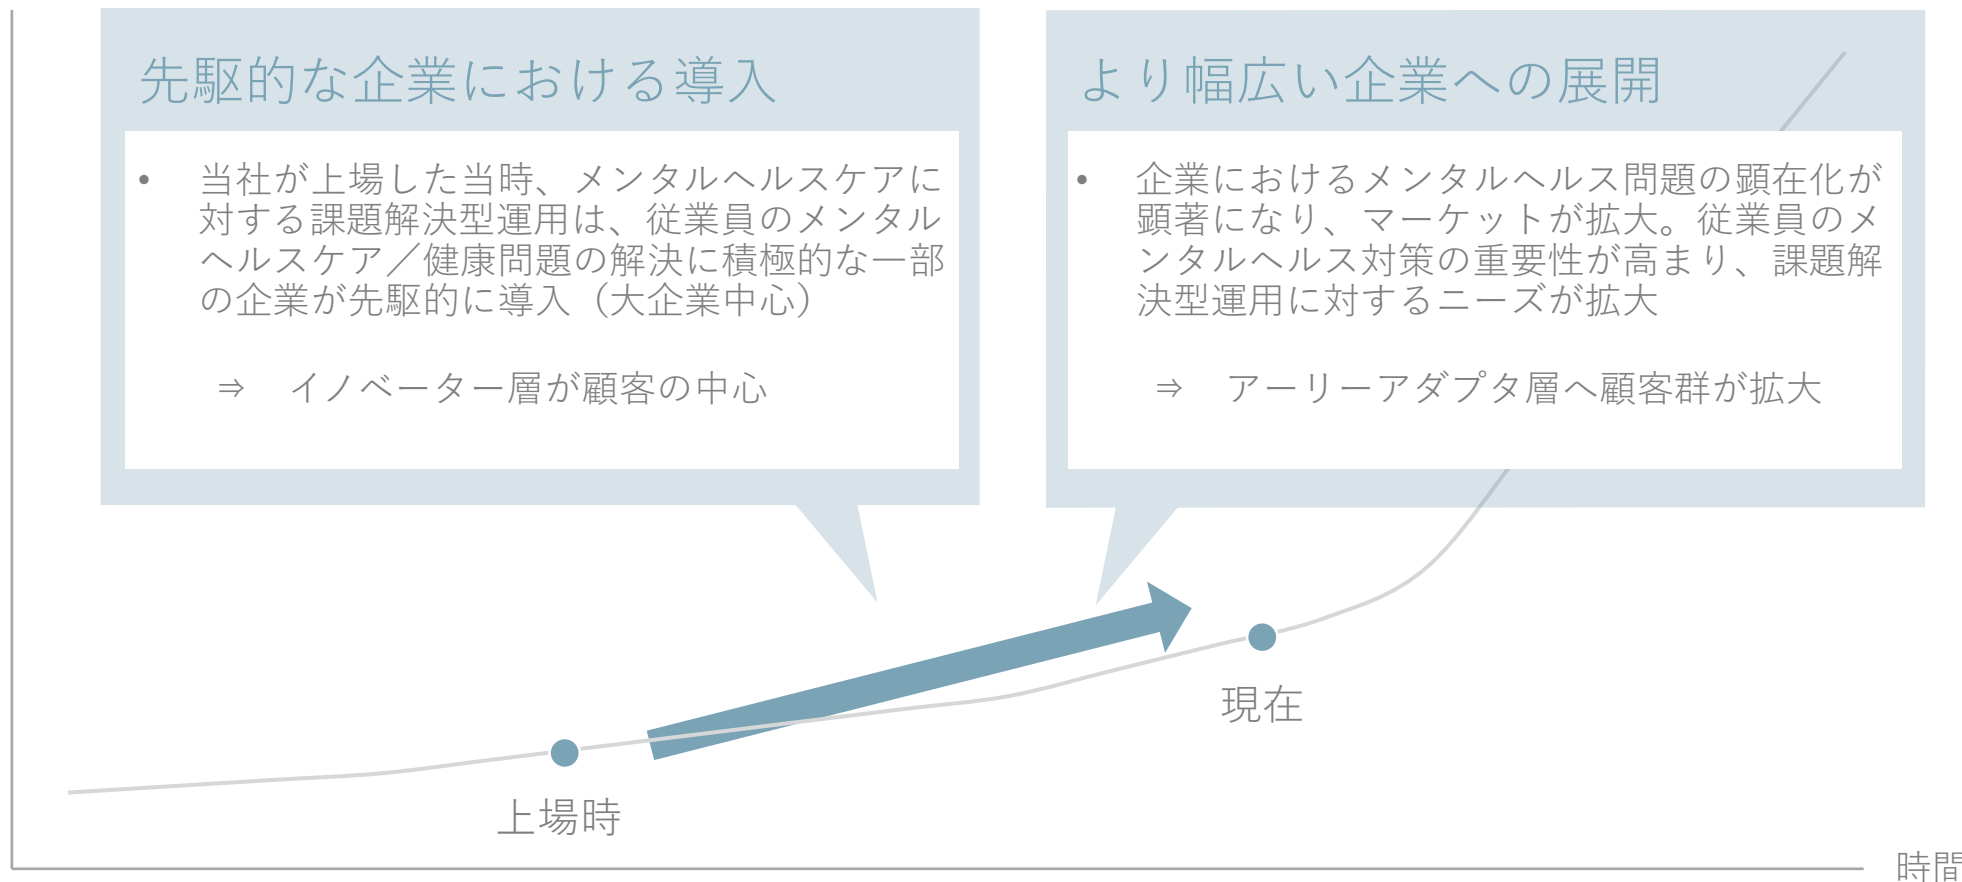 先駆的な企業における導入
• 当社が上場した当時、メンタルヘルスケアに
対する課題解決型運用は、従業員のメンタル
ヘルスケア／健康問題の解決に積極的な一部
の企業が先駆的に導入（大企業中心）
⇒ イノベーター層が顧客の中心
より幅広い企業への展開
• 企業におけるメンタルヘルス問題の顕在化が
顕著になり、マーケットが拡大。従業員のメ
ンタルヘルス対策の重要性が高まり、課題解
決型運用に対するニーズが拡大
⇒ アーリーアダプタ層へ顧客群が拡大
現在
上場時
時間